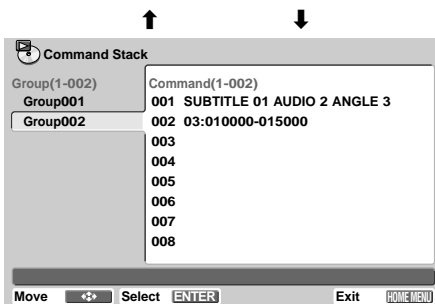 Command Stack
Group(1-002)
Group001
Group002
Command(1-002)
001 SUBTITLE 01 AUDIO 2 ANGLE 3
002 03:010000-015000
003
004
005
006
007
008
Move Select ENTER Exit HOME MENU